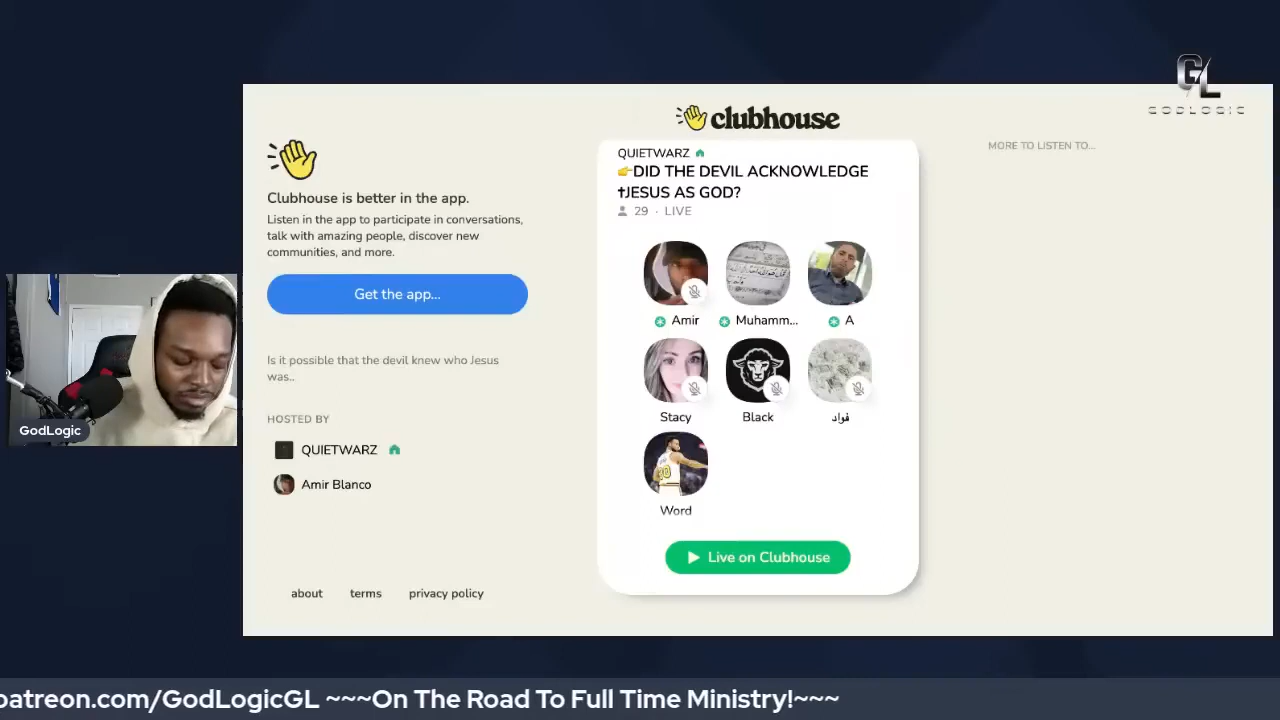 GL
GODLOGIC
clubhouse
Clubhouse is better in the app.
Listen in the app to participate in conversations,
talk with amazing people, discover new
communities, and more.
Get the app...
Is it possible that the devil knew who Jesus
was..
HOSTED BY
QUIETWARZ
Amir Blanco
about terms privacy policy
QUIETWARZ
👉DID THE DEVIL ACKNOWLEDGE
✝JESUS AS GOD?
29 · LIVE
Amir Muhamm... A
Stacy Black فواد
Word
Live on Clubhouse
MORE TO LISTEN TO...
GodLogic
patreon.com/GodLogicGL ~~~On The Road To Full Time Ministry!~~~